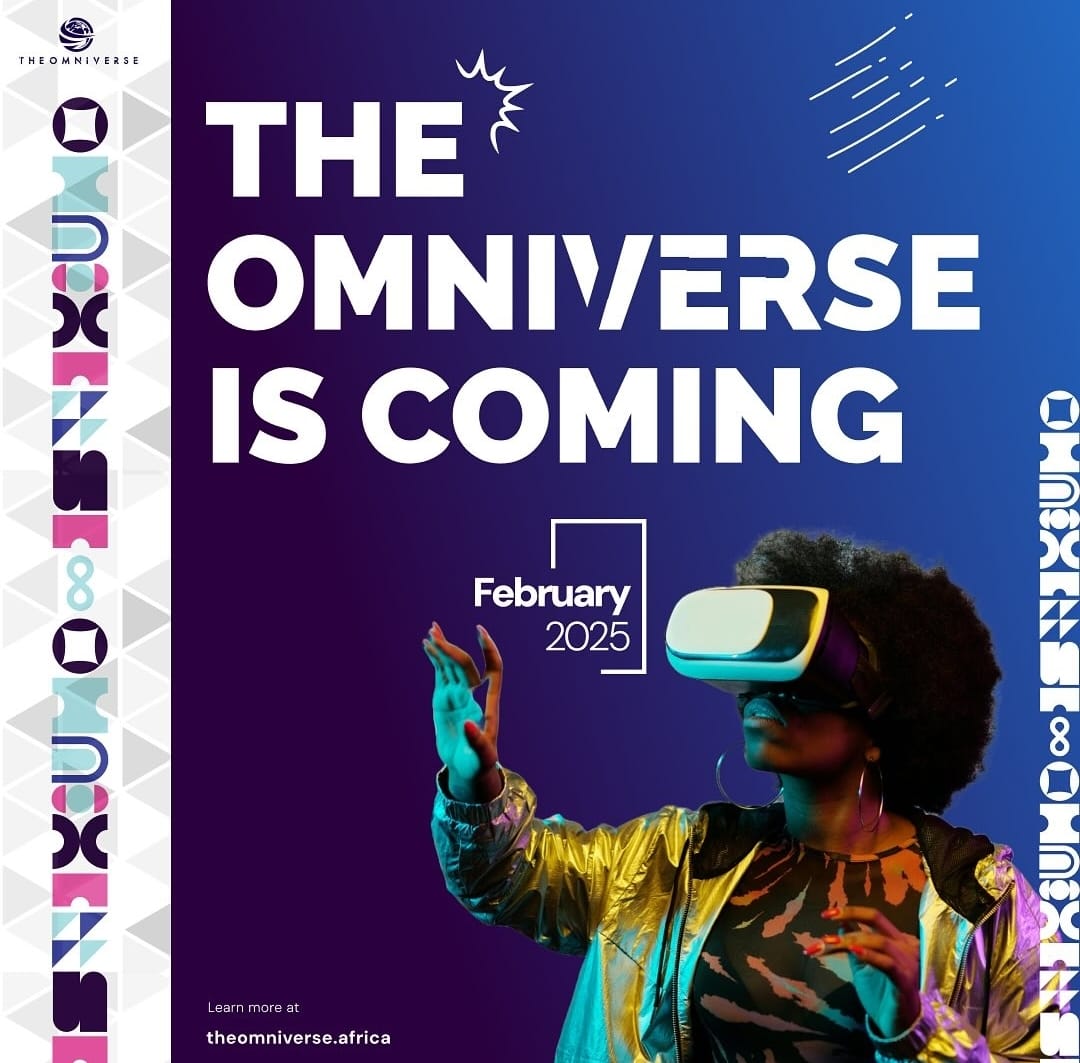 THEOMNIVERSE
THE
OMNIVERSE
IS COMING
February
2025
Learn more at
theomniverse.africa